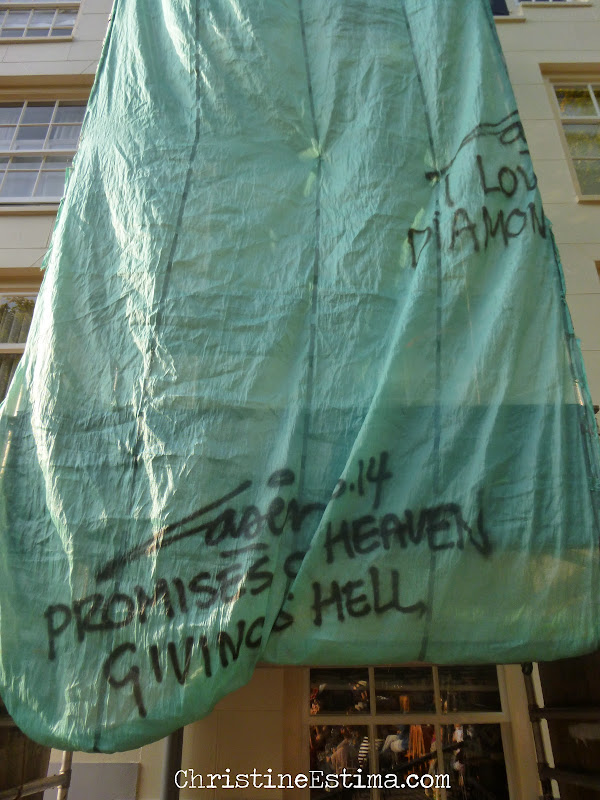 I LOV
DIAMON
Laser 3.14
PROMISES HEAVEN
GIVING HELL,
ChristineEstima.com